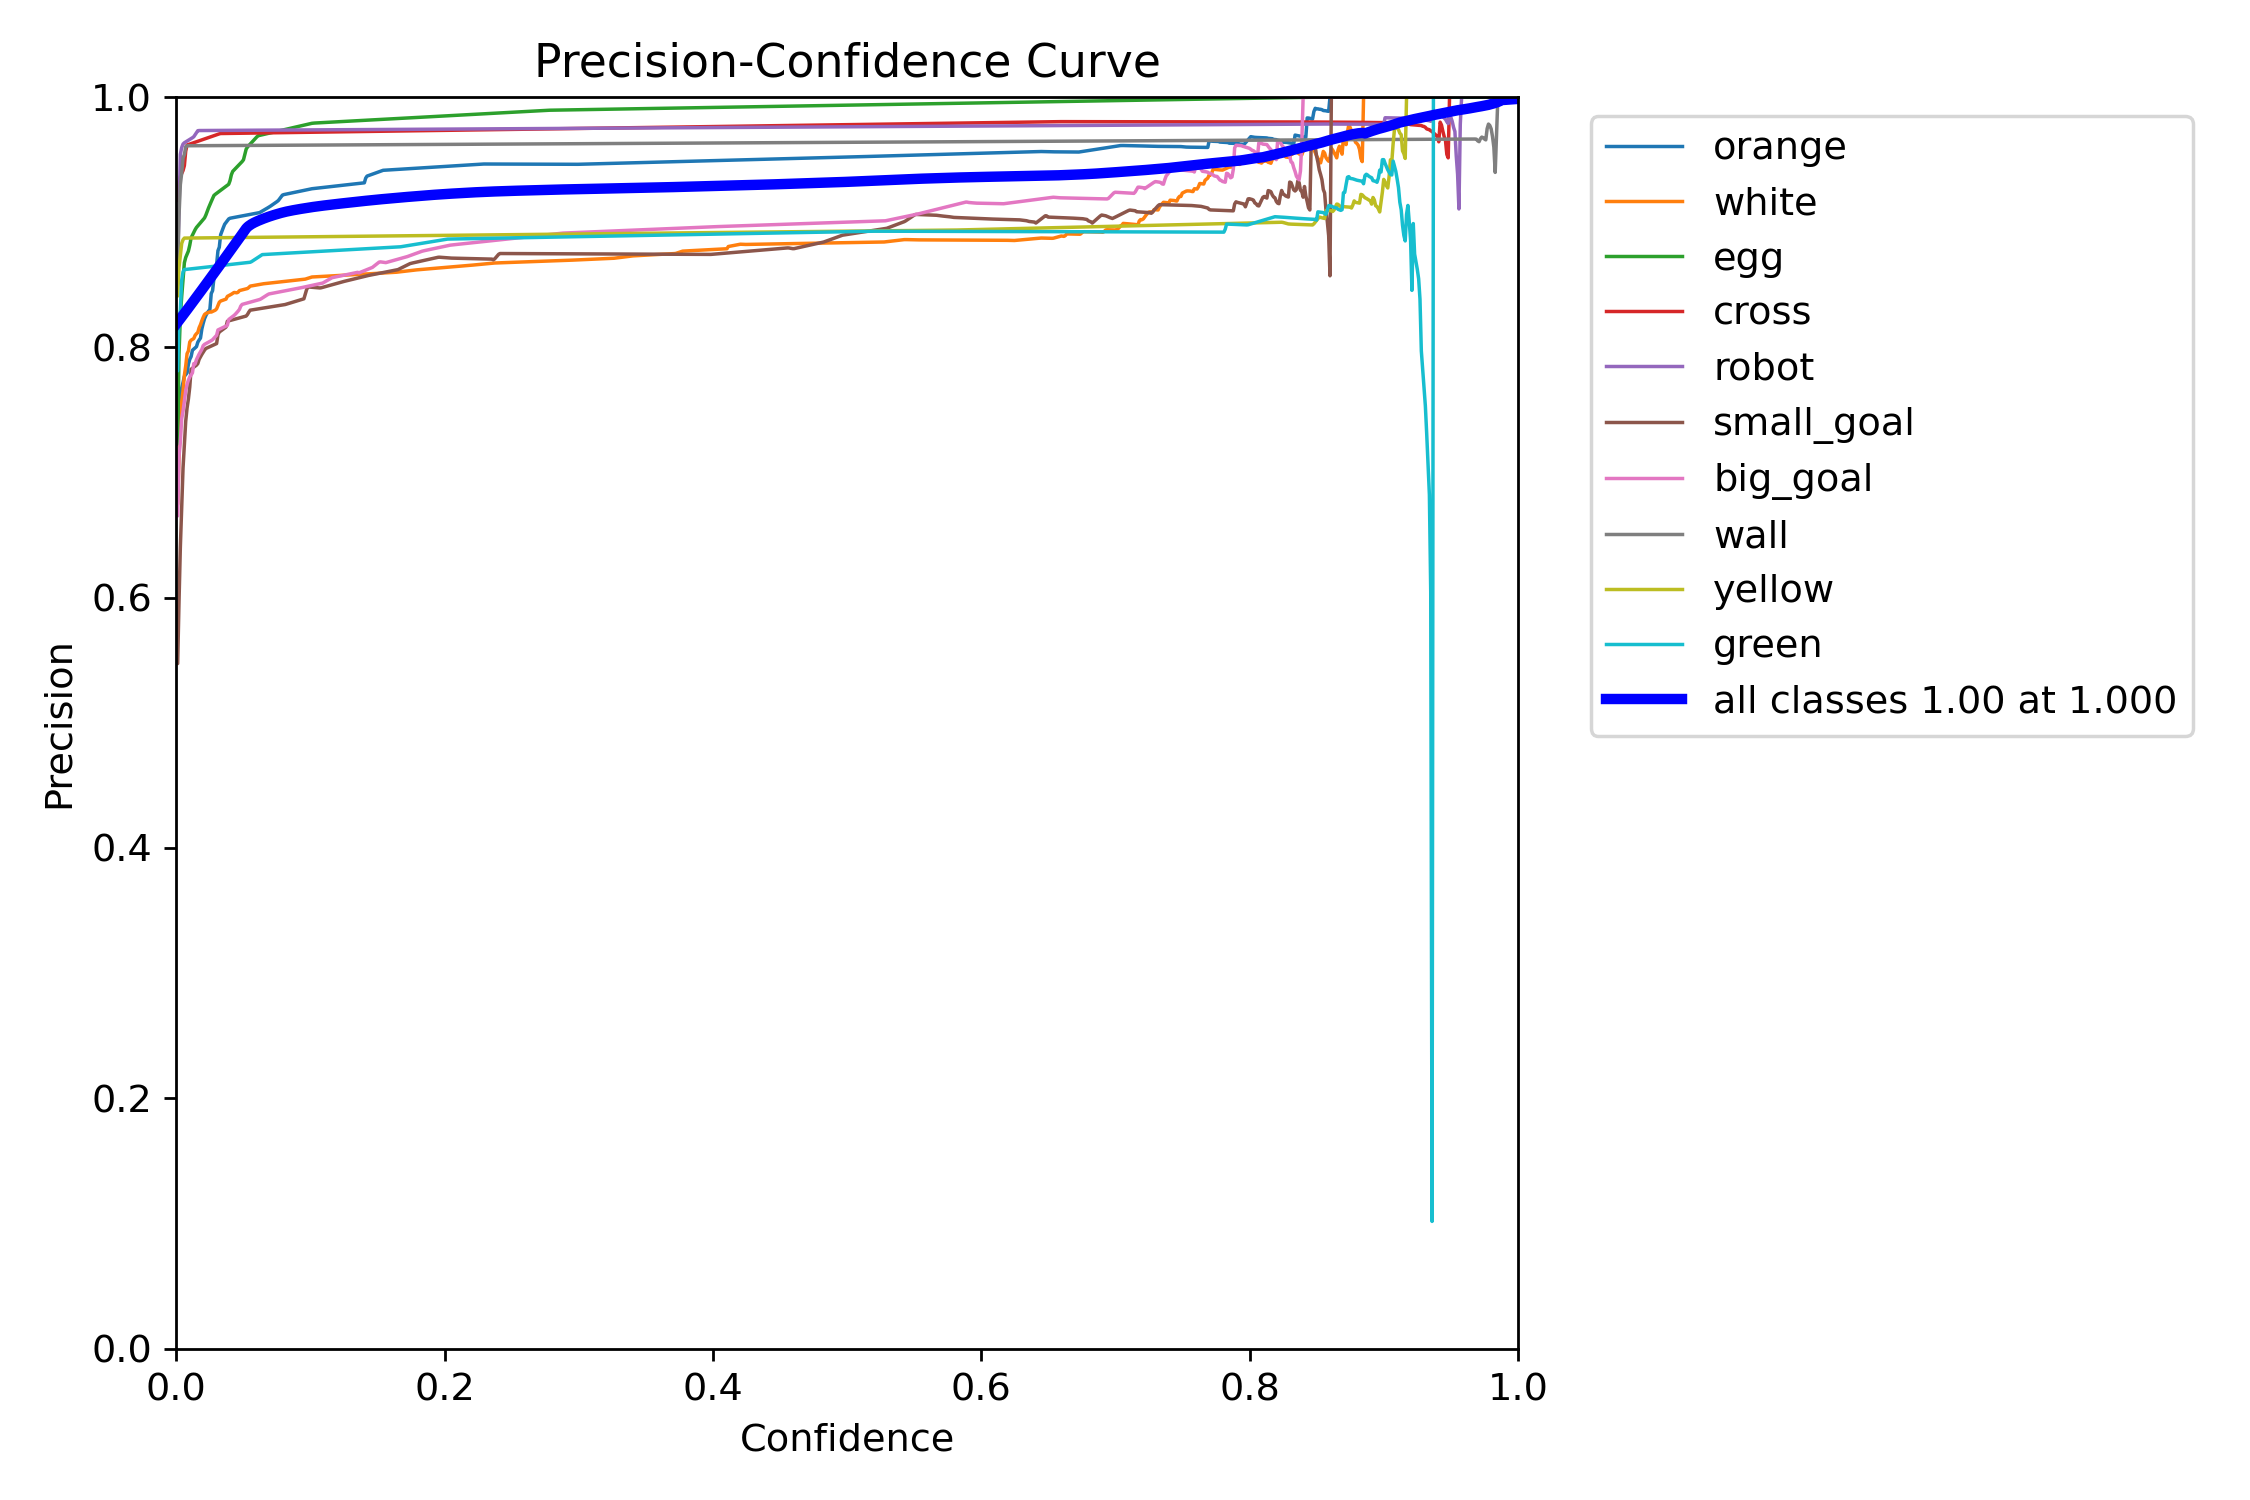 Precision-Confidence Curve
1.0
0.8
0.6
0.4
0.2
0.0
Precision
0.0 0.2 0.4 0.6 0.8 1.0
Confidence
orange
white
egg
cross
robot
small_goal
big_goal
wall
yellow
green
all classes 1.00 at 1.000